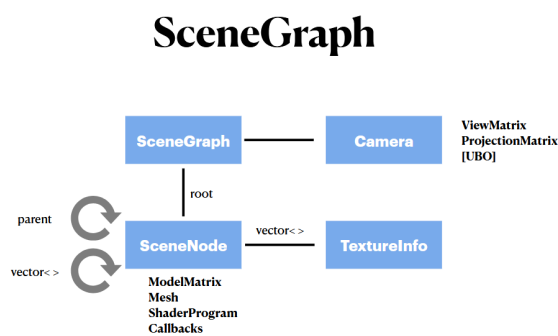 SceneGraph
SceneGraph
Camera
ViewMatrix
ProjectionMatrix
[UBO]
root
parent
SceneNode
vector< >
TextureInfo
vector< >
ModelMatrix
Mesh
ShaderProgram
Callbacks